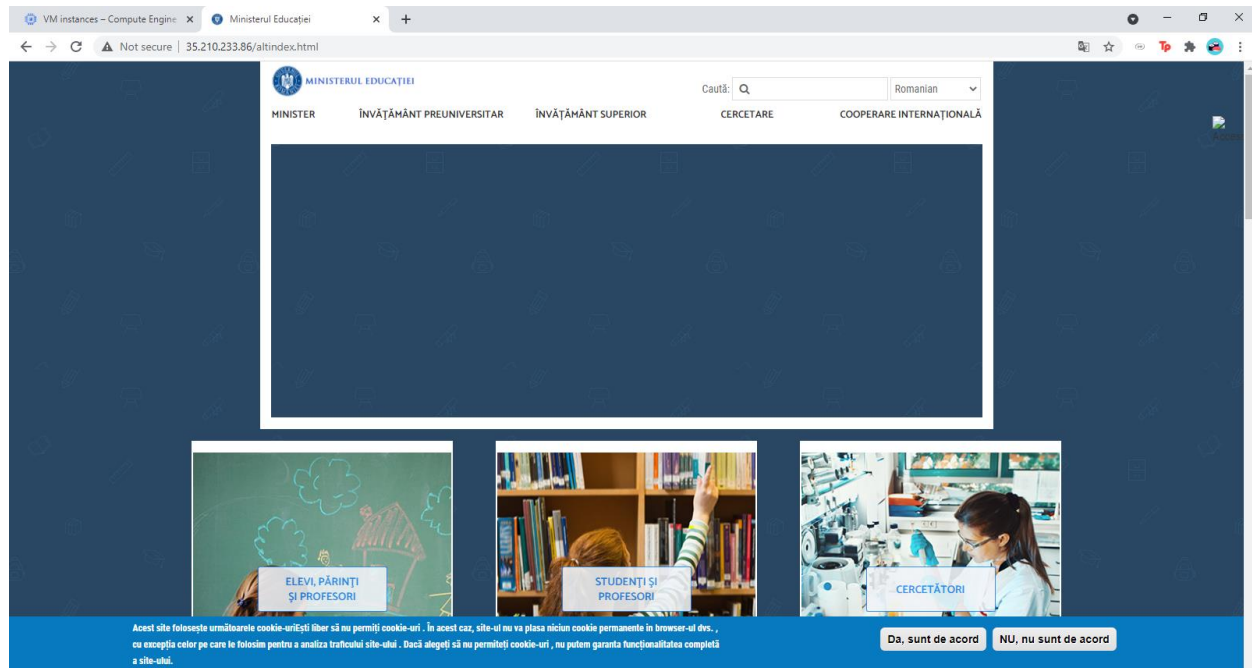 VM instances – Compute Engine
Ministerul Educației
Not secure | 35.210.233.86/altindex.html
MINISTERUL EDUCAȚIEI
Caută:
Romanian
MINISTER ÎNVĂȚĂMÂNT PREUNIVERSITAR ÎNVĂȚĂMÂNT SUPERIOR CERCETARE COOPERARE INTERNAȚIONALĂ
ELEVI, PĂRINȚI
ȘI PROFESORI
STUDENȚI ȘI
PROFESORI
CERCETĂTORI
Acest site folosește următoarele cookie-uriEști liber să nu permiți cookie-uri . În acest caz, site-ul nu va plasa niciun cookie permanente in browser-ul dvs. ,
cu excepția celor pe care le folosim pentru a analiza traficului site-ului . Dacă alegeți să nu permiteți cookie-uri , nu putem garanta funcționalitatea completă
a site-ului.
Da, sunt de acord
NU, nu sunt de acord